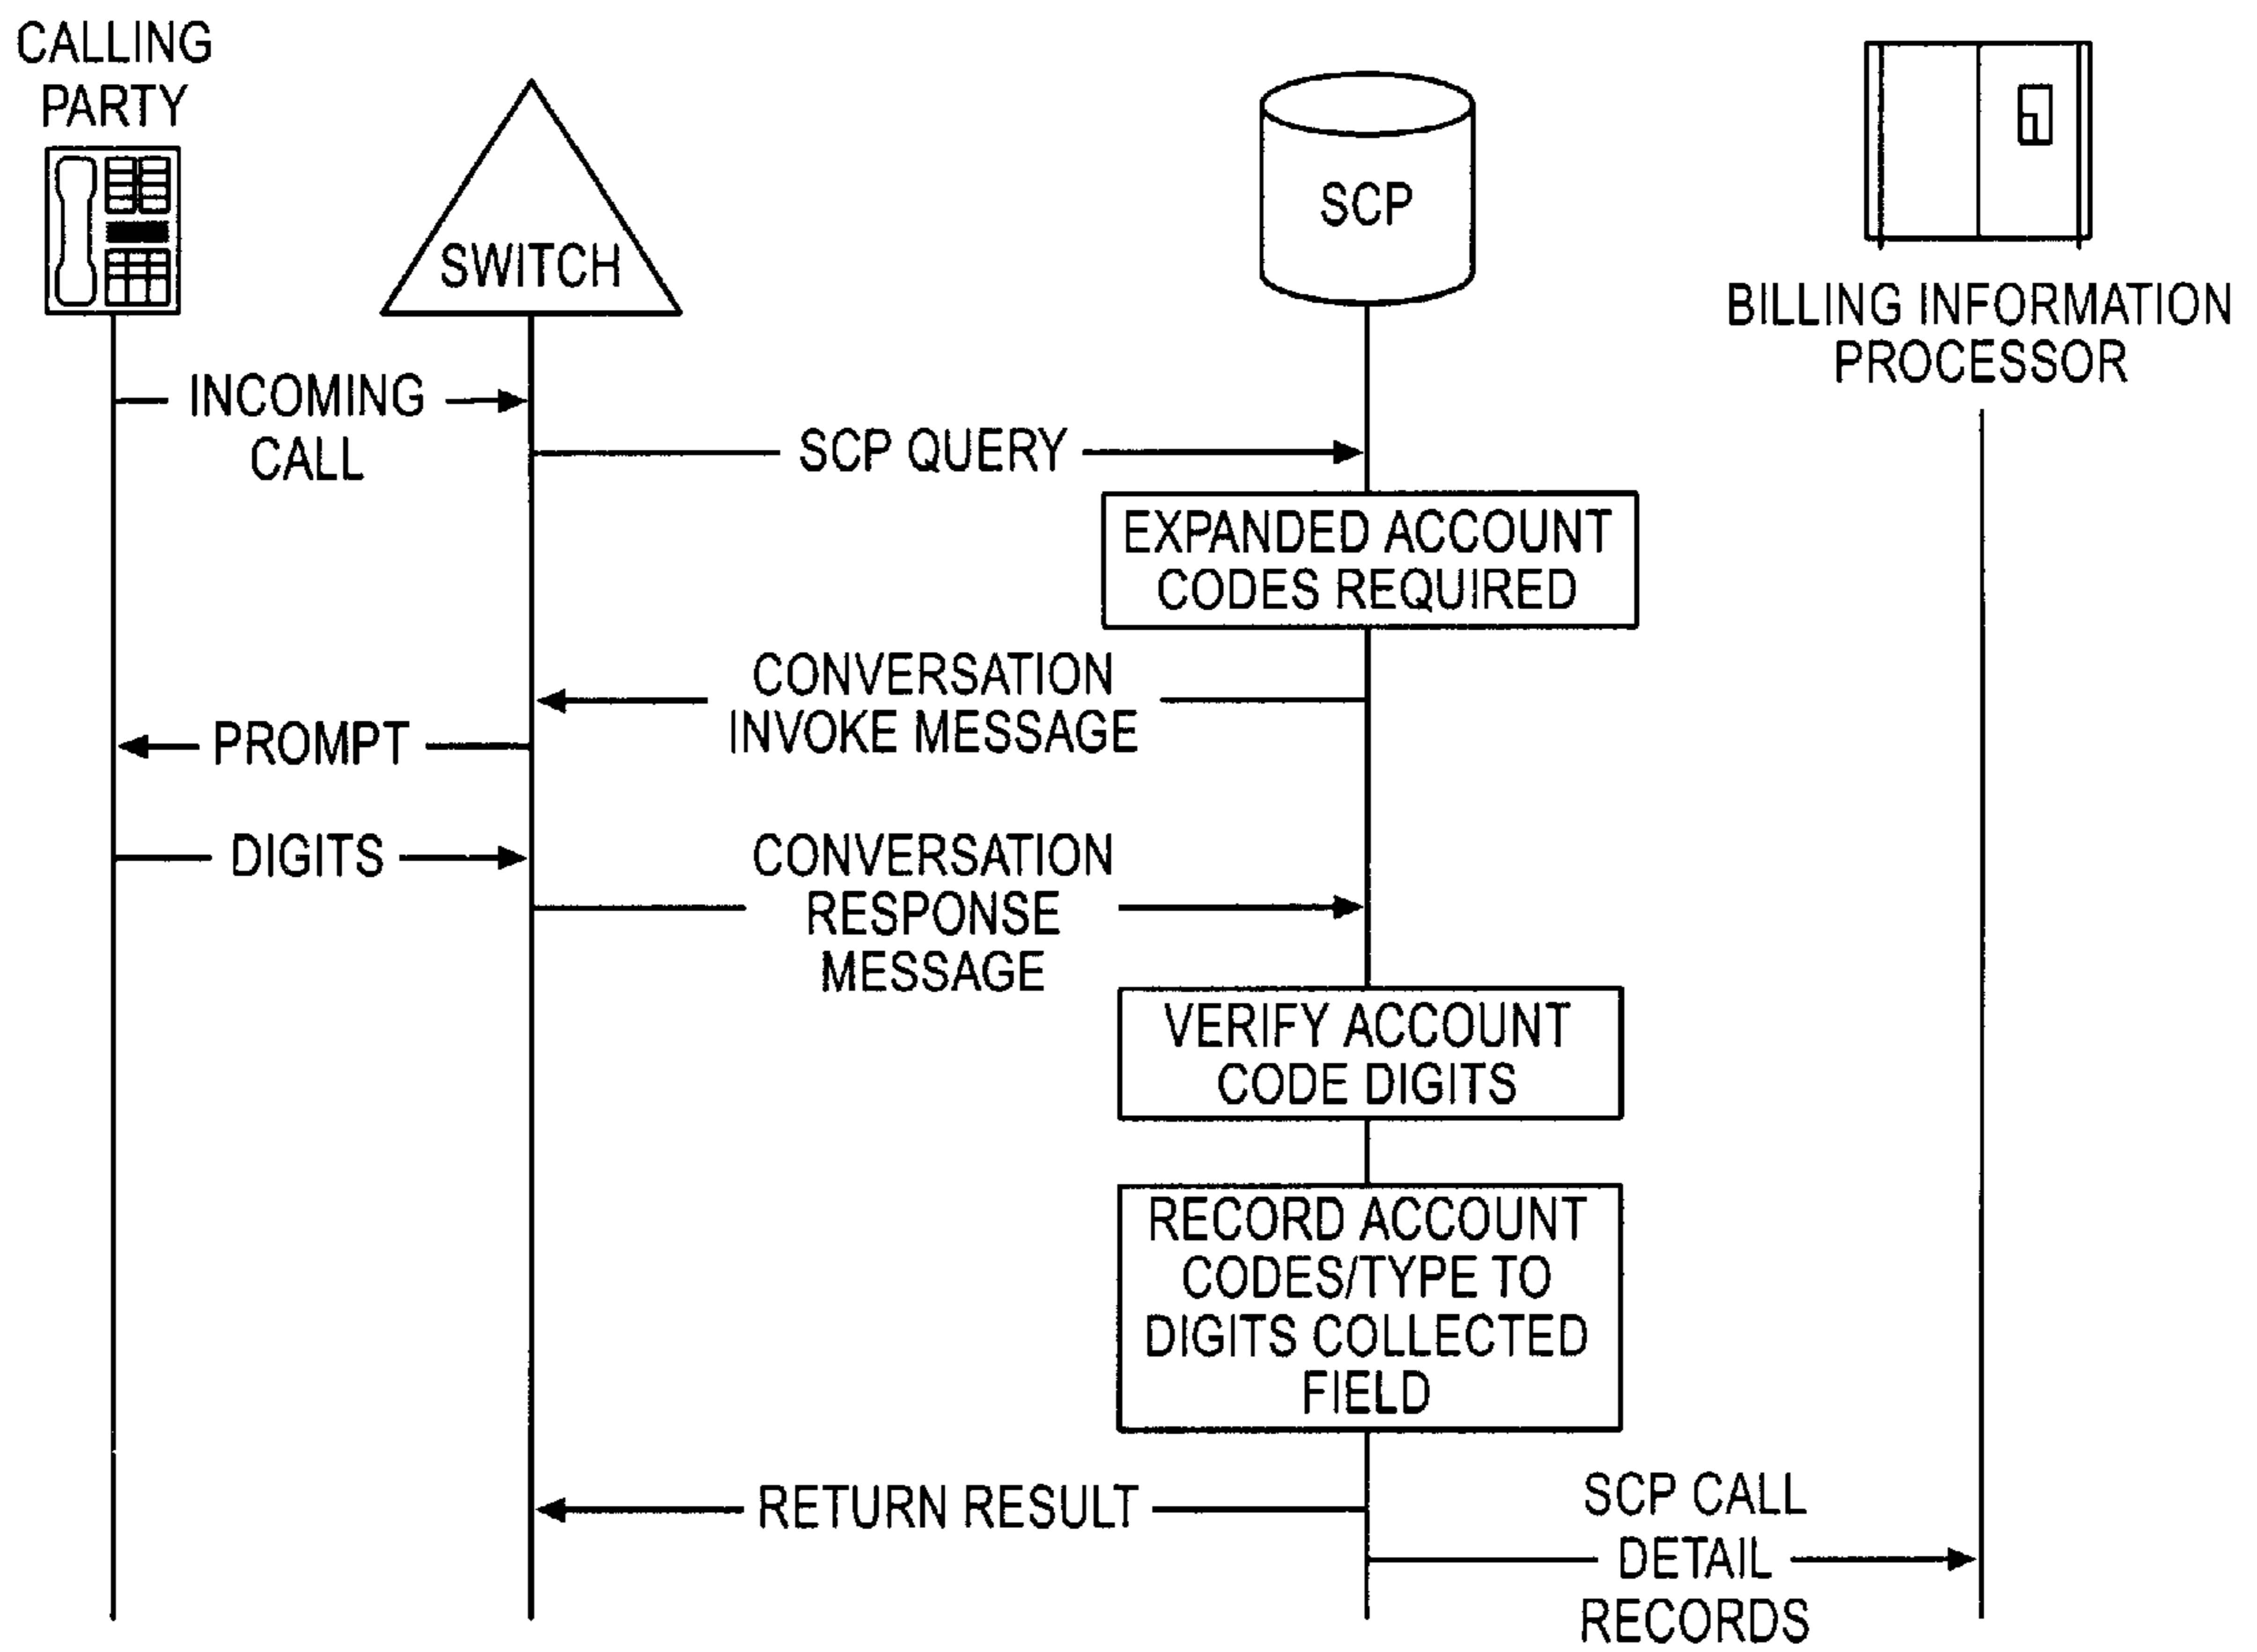 CALLING
PARTY
SWITCH
SCP
BILLING INFORMATION
PROCESSOR
INCOMING
CALL
SCP QUERY
EXPANDED ACCOUNT
CODES REQUIRED
CONVERSATION
INVOKE MESSAGE
PROMPT
DIGITS
CONVERSATION
RESPONSE
MESSAGE
VERIFY ACCOUNT
CODE DIGITS
RECORD ACCOUNT
CODES/TYPE TO
DIGITS COLLECTED
FIELD
RETURN RESULT
SCP CALL
DETAIL
RECORDS